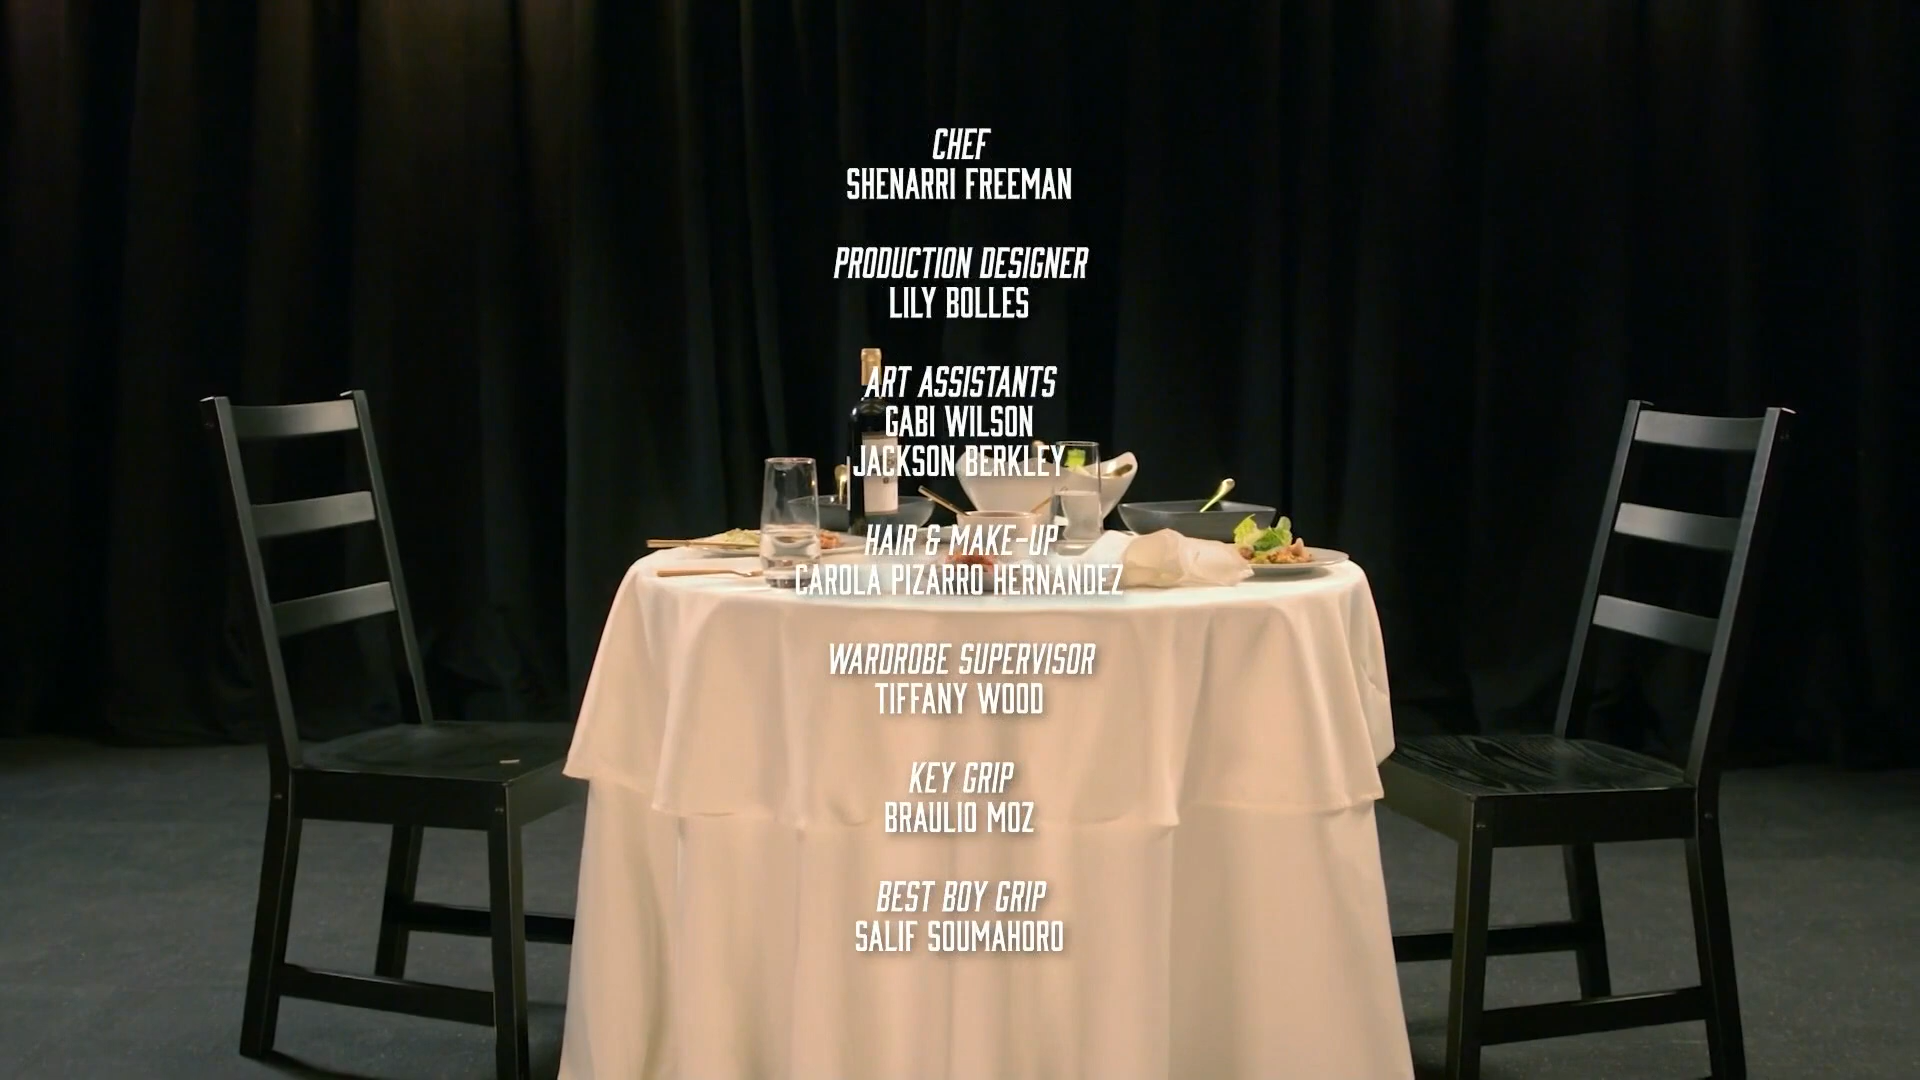 CHEF
SHENARRI FREEMAN
PRODUCTION DESIGNER
LILY BOLLES
ART ASSISTANTS
GABI WILSON
JACKSON BERKLEY
HAIR & MAKE-UP
CAROLA PIZARRO HERNANDEZ
WARDROBE SUPERVISOR
TIFFANY WOOD
KEY GRIP
BRAULIO MOZ
BEST BOY GRIP
SALIF SOUMAHORO